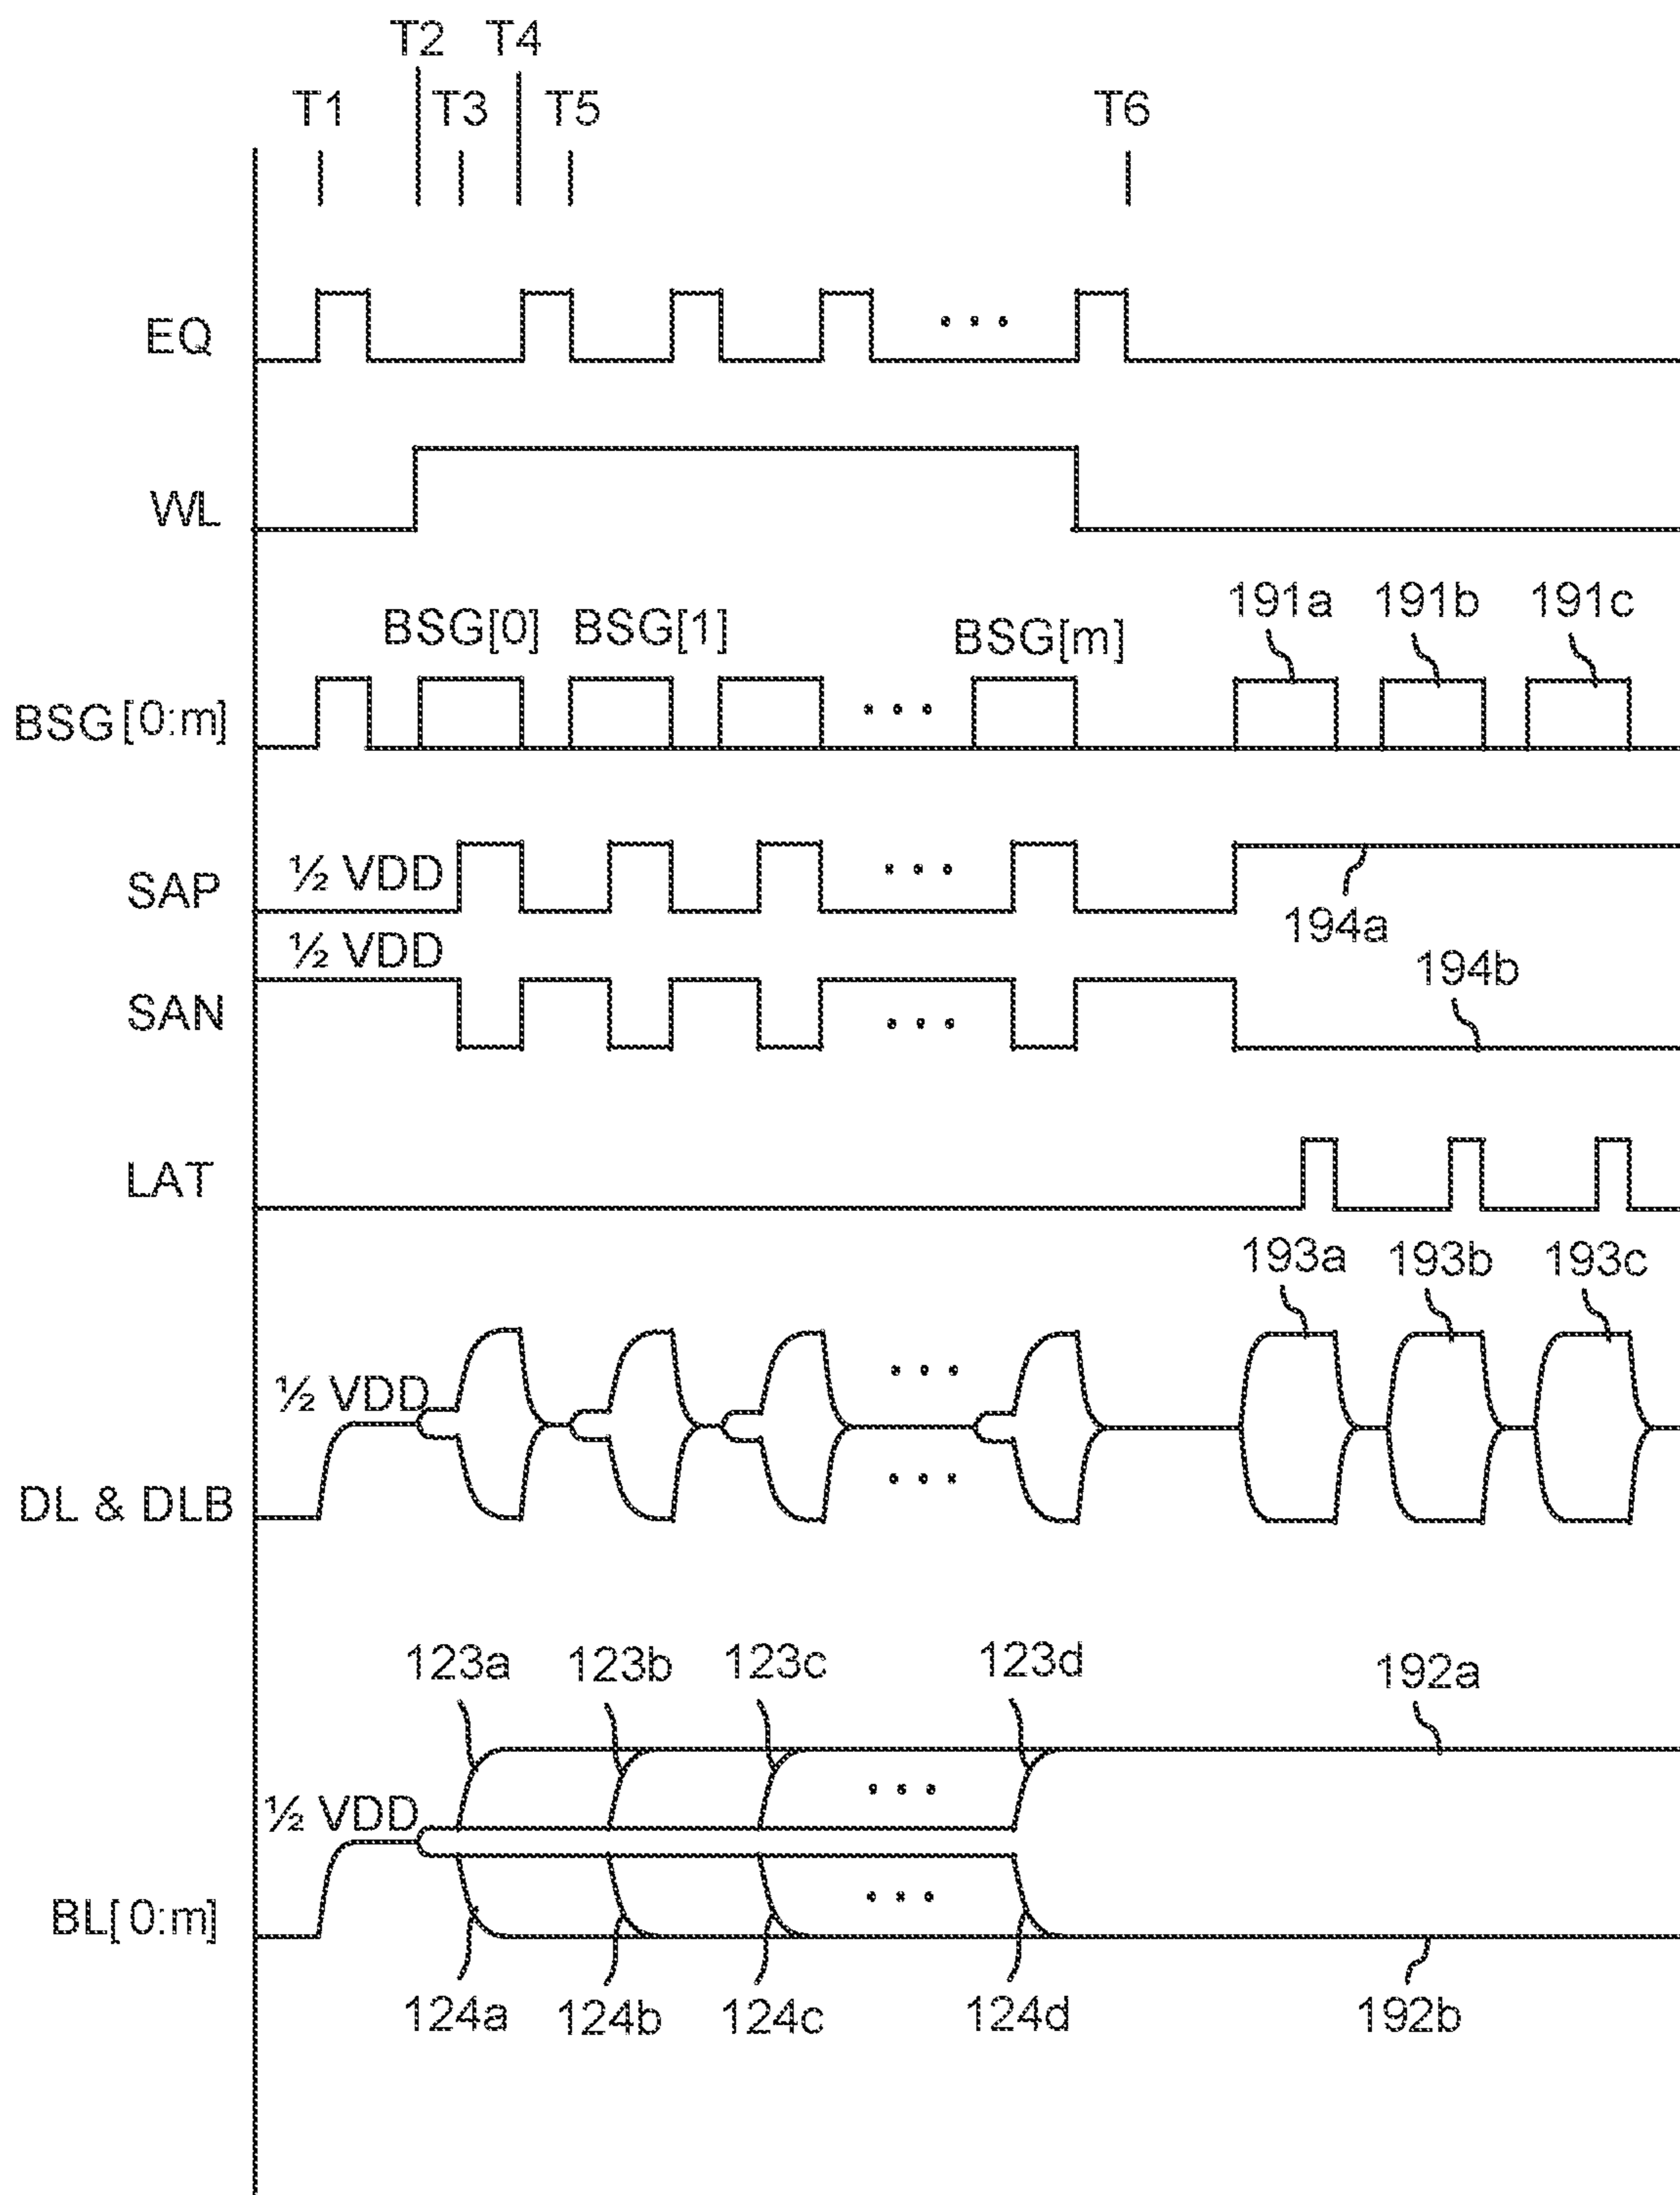 T2 T4
T1 T3 T5 T6
EQ
WL
191a 191b 191c
BSG[0] BSG[1] BSG[m]
BSG[0:m]
½ VDD
SAP
194a
½ VDD
194b
SAN
LAT
193a 193b 193c
½ VDD
DL & DLB
123a 123b 123c 123d 192a
½ VDD
BL[0:m]
124a 124b 124c 124d 192b